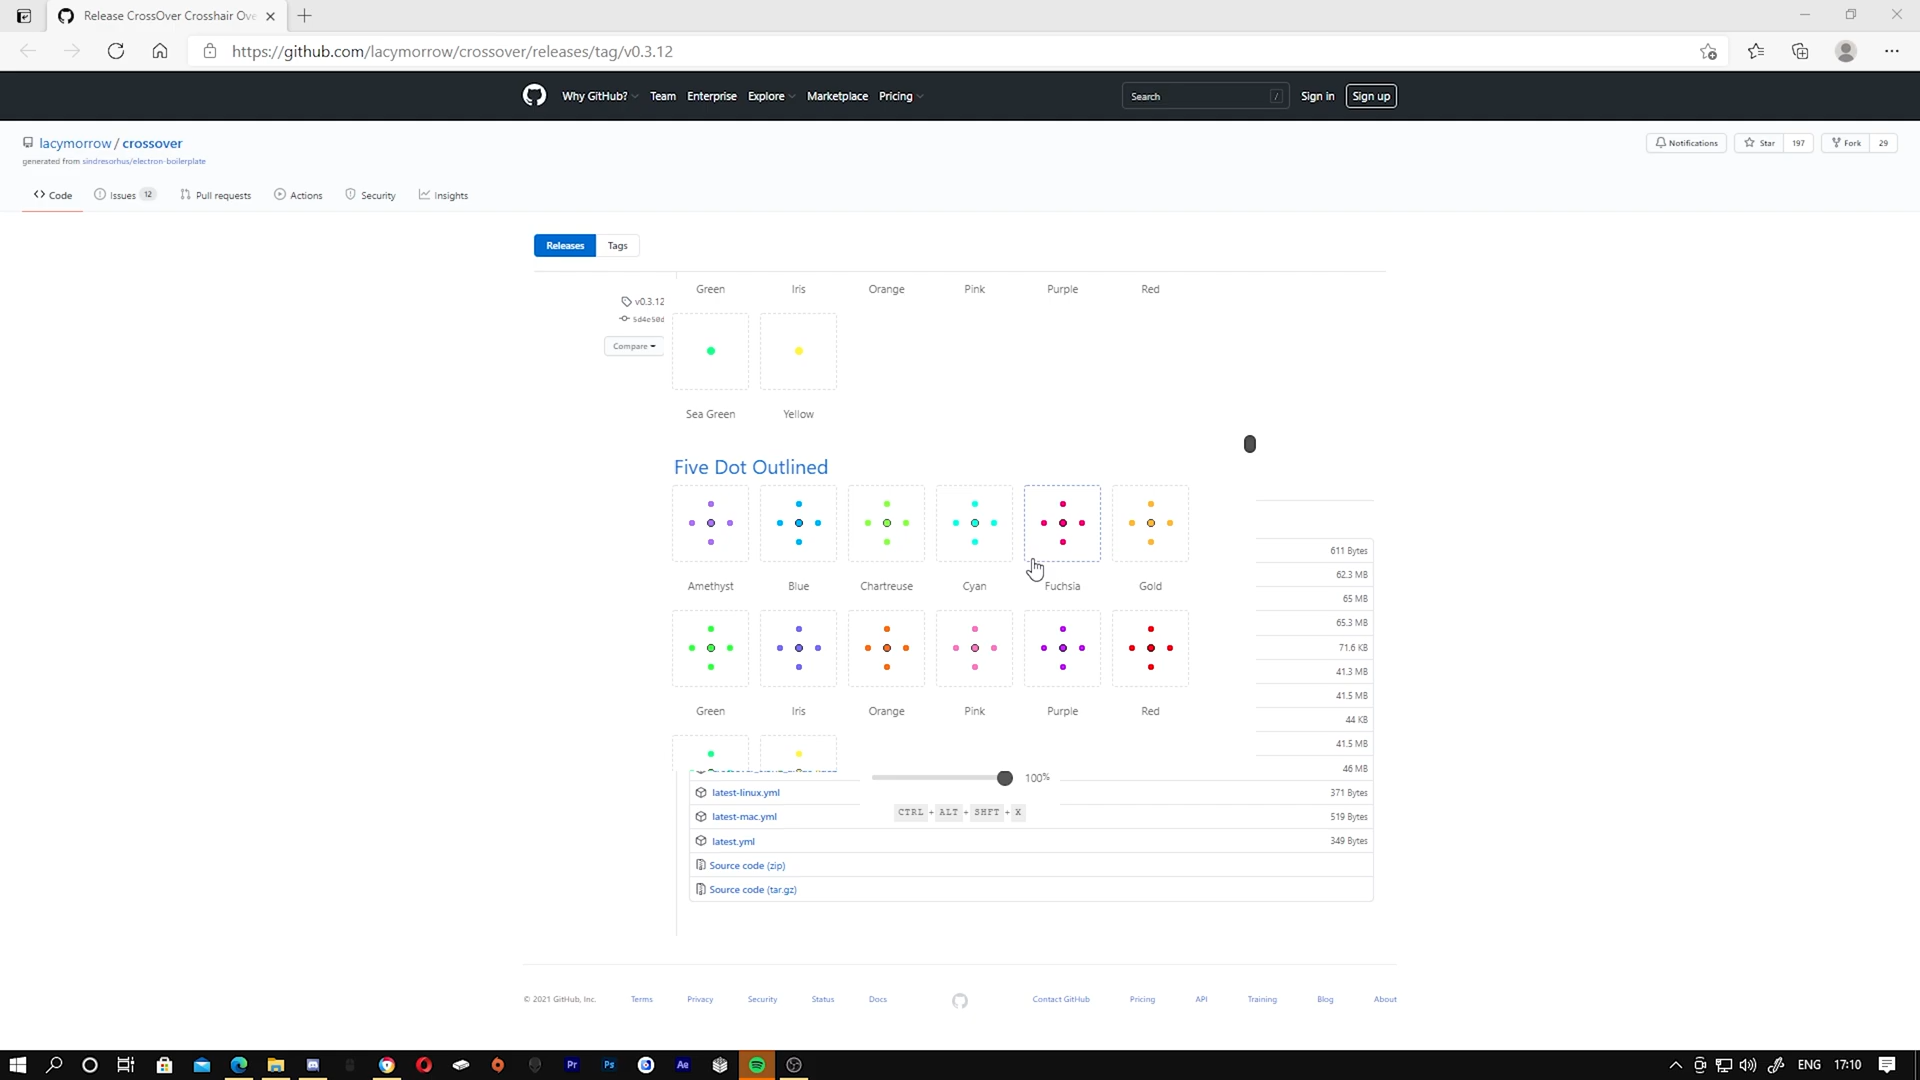 Release CrossOver Crosshair Ove
https://github.com/lacymorrow/crossover/releases/tag/v0.3.12
Why GitHub? Team Enterprise Explore Marketplace Pricing Search / Sign in Sign up
lacymorrow / crossover Notifications Star 197 Fork 29
generated from sindresorhus/electron-boilerplate
Code Issues 12 Pull requests Actions Security Insights
Releases Tags
Green Iris Orange Pink Purple Red
v0.3.12
5d4e50d
Compare
Sea Green Yellow
Five Dot Outlined
611 Bytes
62.3 MB
Amethyst Blue Chartreuse Cyan Fuchsia Gold
65 MB
65.3 MB
71.6 KB
41.3 MB
41.5 MB
Green Iris Orange Pink Purple Red
44 KB
41.5 MB
46 MB
100%
latest-linux.yml 371 Bytes
CTRL + ALT + SHFT + X
latest-mac.yml 519 Bytes
latest.yml 349 Bytes
Source code (zip)
Source code (tar.gz)
© 2021 GitHub, Inc. Terms Privacy Security Status Docs Contact GitHub Pricing API Training Blog About
Pr Ps Ae ENG 17:10